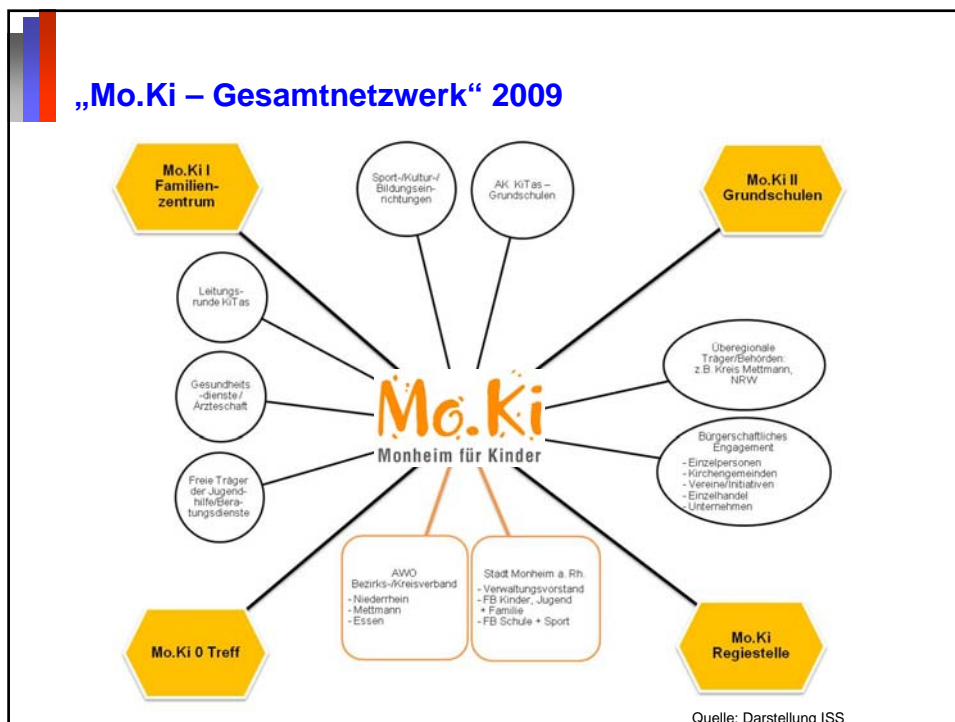 „Mo.Ki – Gesamtnetzwerk“ 2009
Mo.Ki I
Familien-
zentrum
Sport-/Kultur-/
Bildungsein-
richtungen
AK KiTas –
Grundschulen
Mo.Ki II
Grundschulen
Leitungs-
runde KiTas
Überegionale
Träger/Behörden:
z.B. Kreis Mettmann,
NRW
Gesundheits
-dienste /
Ärzteschaft
Mo.Ki
Monheim für Kinder
Bürgerschaftliches
Engagement
- Einzelpersonen
- Kirchengemeinden
- Vereine/Initiativen
- Einzelhandel
- Unternehmen
Freie Träger
der Jugend-
hilfe/Bera-
tungsdienste
AWO
Bezirks-/Kreisverband
- Niederrhein
- Mettmann
- Essen
Stadt Monheim a. Rh.
- Verwaltungsvorstand
- FB Kinder, Jugend
+ Familie
- FB Schule + Sport
Mo.Ki 0 Treff
Mo.Ki
Regiestelle
Quelle: Darstellung ISS